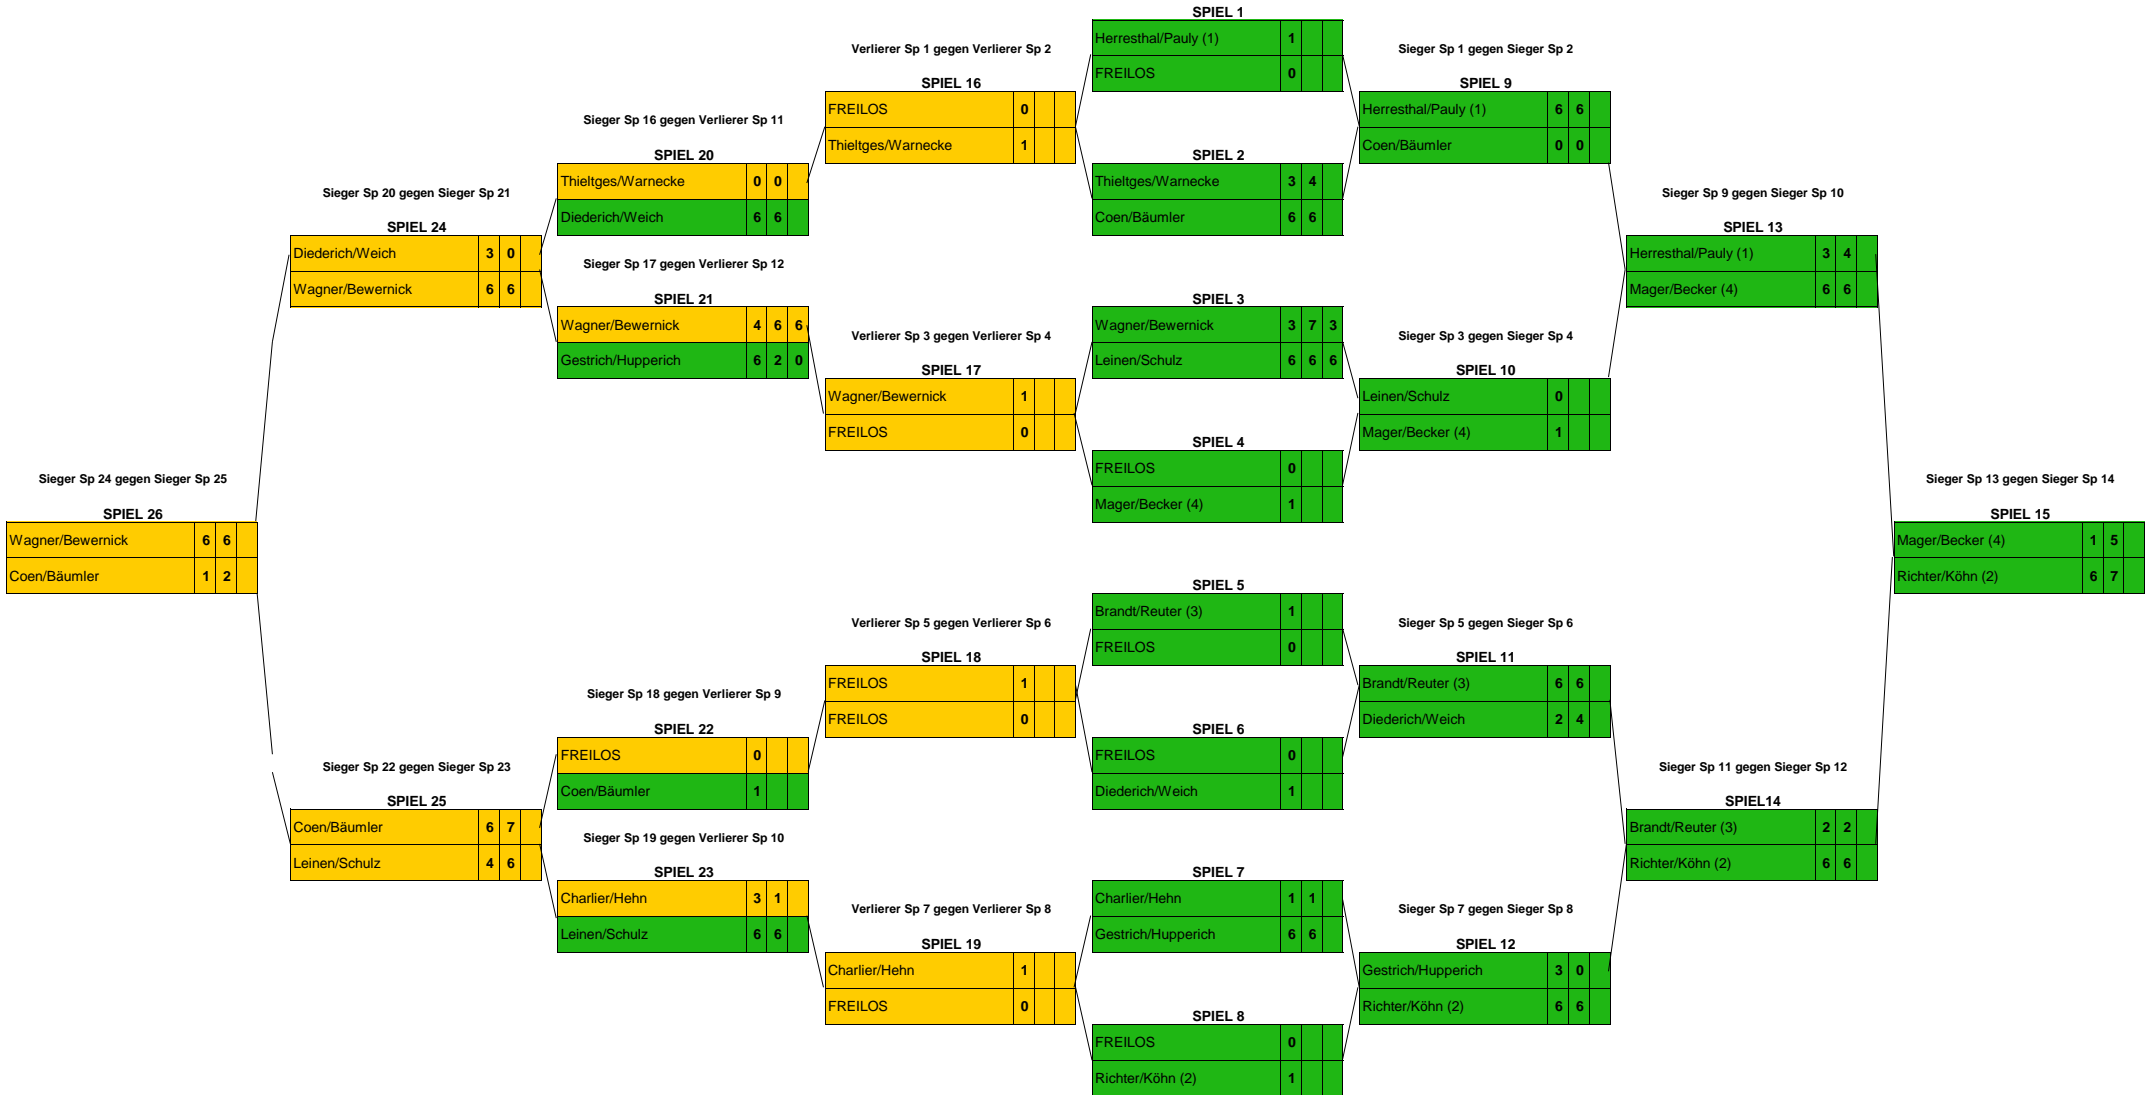 SPIEL 1
Herresthal/Pauly (1) 1
FREILOS 0
Verlierer Sp 1 gegen Verlierer Sp 2
Sieger Sp 1 gegen Sieger Sp 2
SPIEL 16
FREILOS 0
Thieltges/Warnecke 1
SPIEL 9
Herresthal/Pauly (1) 6 6
Coen/Bäumler 0 0
Sieger Sp 16 gegen Verlierer Sp 11
SPIEL 20
Thieltges/Warnecke 0 0
Diederich/Weich 6 6
SPIEL 2
Thieltges/Warnecke 3 4
Coen/Bäumler 6 6
Sieger Sp 20 gegen Sieger Sp 21
SPIEL 24
Diederich/Weich 3 0
Wagner/Bewernick 6 6
Sieger Sp 9 gegen Sieger Sp 10
SPIEL 13
Herresthal/Pauly (1) 3 4
Mager/Becker (4) 6 6
Sieger Sp 17 gegen Verlierer Sp 12
SPIEL 21
Wagner/Bewernick 4 6 6
Gestrich/Hupperich 6 2 0
SPIEL 3
Wagner/Bewernick 3 7 3
Leinen/Schulz 6 6 6
Verlierer Sp 3 gegen Verlierer Sp 4
Sieger Sp 3 gegen Sieger Sp 4
SPIEL 17
Wagner/Bewernick 1
FREILOS 0
SPIEL 10
Leinen/Schulz 0
Mager/Becker (4) 1
SPIEL 4
FREILOS 0
Mager/Becker (4) 1
Sieger Sp 24 gegen Sieger Sp 25
SPIEL 26
Wagner/Bewernick 6 6
Coen/Bäumler 1 2
Sieger Sp 13 gegen Sieger Sp 14
SPIEL 15
Mager/Becker (4) 1 5
Richter/Köhn (2) 6 7
SPIEL 5
Brandt/Reuter (3) 1
FREILOS 0
Verlierer Sp 5 gegen Verlierer Sp 6
Sieger Sp 5 gegen Sieger Sp 6
SPIEL 18
FREILOS 1
FREILOS 0
SPIEL 11
Brandt/Reuter (3) 6 6
Diederich/Weich 2 4
Sieger Sp 18 gegen Verlierer Sp 9
SPIEL 22
FREILOS 0
Coen/Bäumler 1
SPIEL 6
FREILOS 0
Diederich/Weich 1
Sieger Sp 22 gegen Sieger Sp 23
SPIEL 25
Coen/Bäumler 6 7
Leinen/Schulz 4 6
Sieger Sp 11 gegen Sieger Sp 12
SPIEL14
Brandt/Reuter (3) 2 2
Richter/Köhn (2) 6 6
Sieger Sp 19 gegen Verlierer Sp 10
SPIEL 23
Charlier/Hehn 3 1
Leinen/Schulz 6 6
SPIEL 7
Charlier/Hehn 1 1
Gestrich/Hupperich 6 6
Verlierer Sp 7 gegen Verlierer Sp 8
Sieger Sp 7 gegen Sieger Sp 8
SPIEL 19
Charlier/Hehn 1
FREILOS 0
SPIEL 12
Gestrich/Hupperich 3 0
Richter/Köhn (2) 6 6
SPIEL 8
FREILOS 0
Richter/Köhn (2) 1